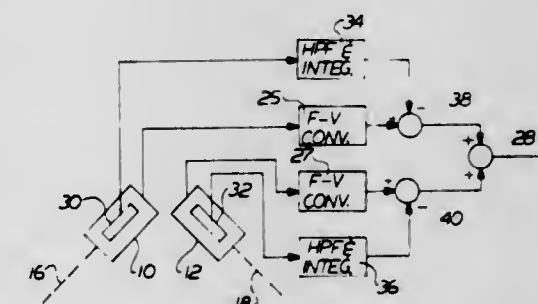 34
HPF &
INTEG.
25
F-V
CONV.
-
38
+
+
28
+
27
F-V
CONV.
+
-
40
30
32
HPF &
INTEG.
36
16
10
12
18